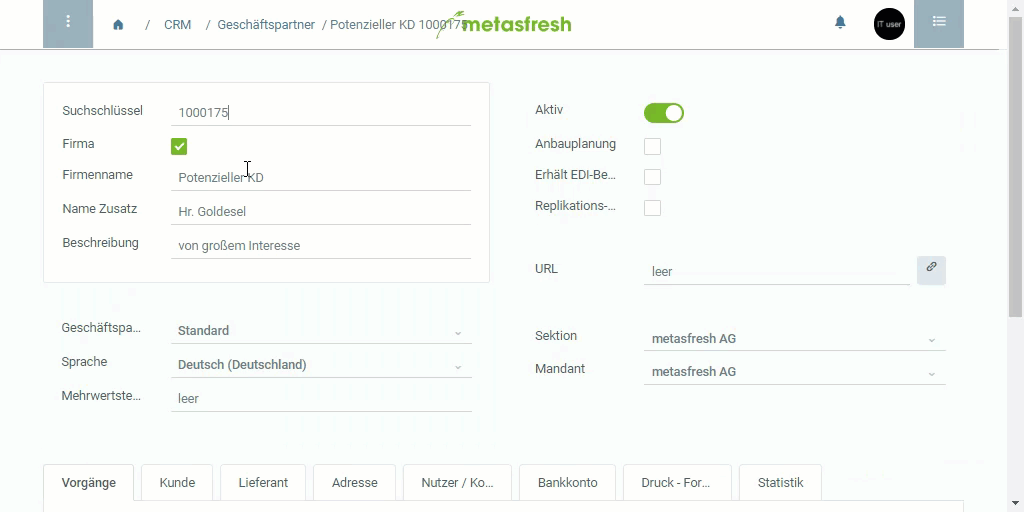 / CRM / Geschäftspartner / Potenzieller KD 1000175
metasfresh
IT user
Suchschlüssel 1000175
Firma
Firmenname Potenzieller KD
Name Zusatz Hr. Goldesel
Beschreibung von großem Interesse
Aktiv
Anbauplanung
Erhält EDI-Be...
Replikations-...
URL leer
Geschäftspa... Standard
Sprache Deutsch (Deutschland)
Mehrwertste... leer
Sektion metasfresh AG
Mandant metasfresh AG
Vorgänge Kunde Lieferant Adresse Nutzer / Ko... Bankkonto Druck - For... Statistik